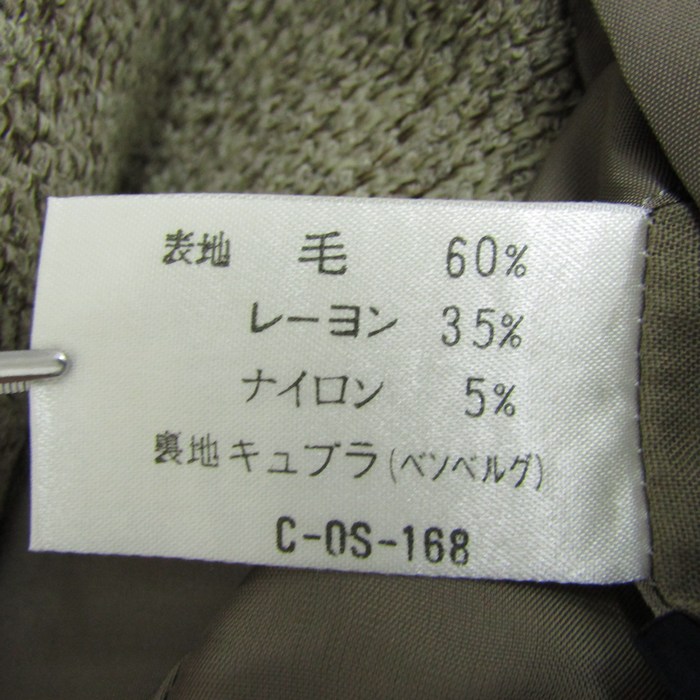 表地 毛 60%
レーヨン 35%
ナイロン 5%
裏地 キュプラ(ベンベルグ)
C-OS-168